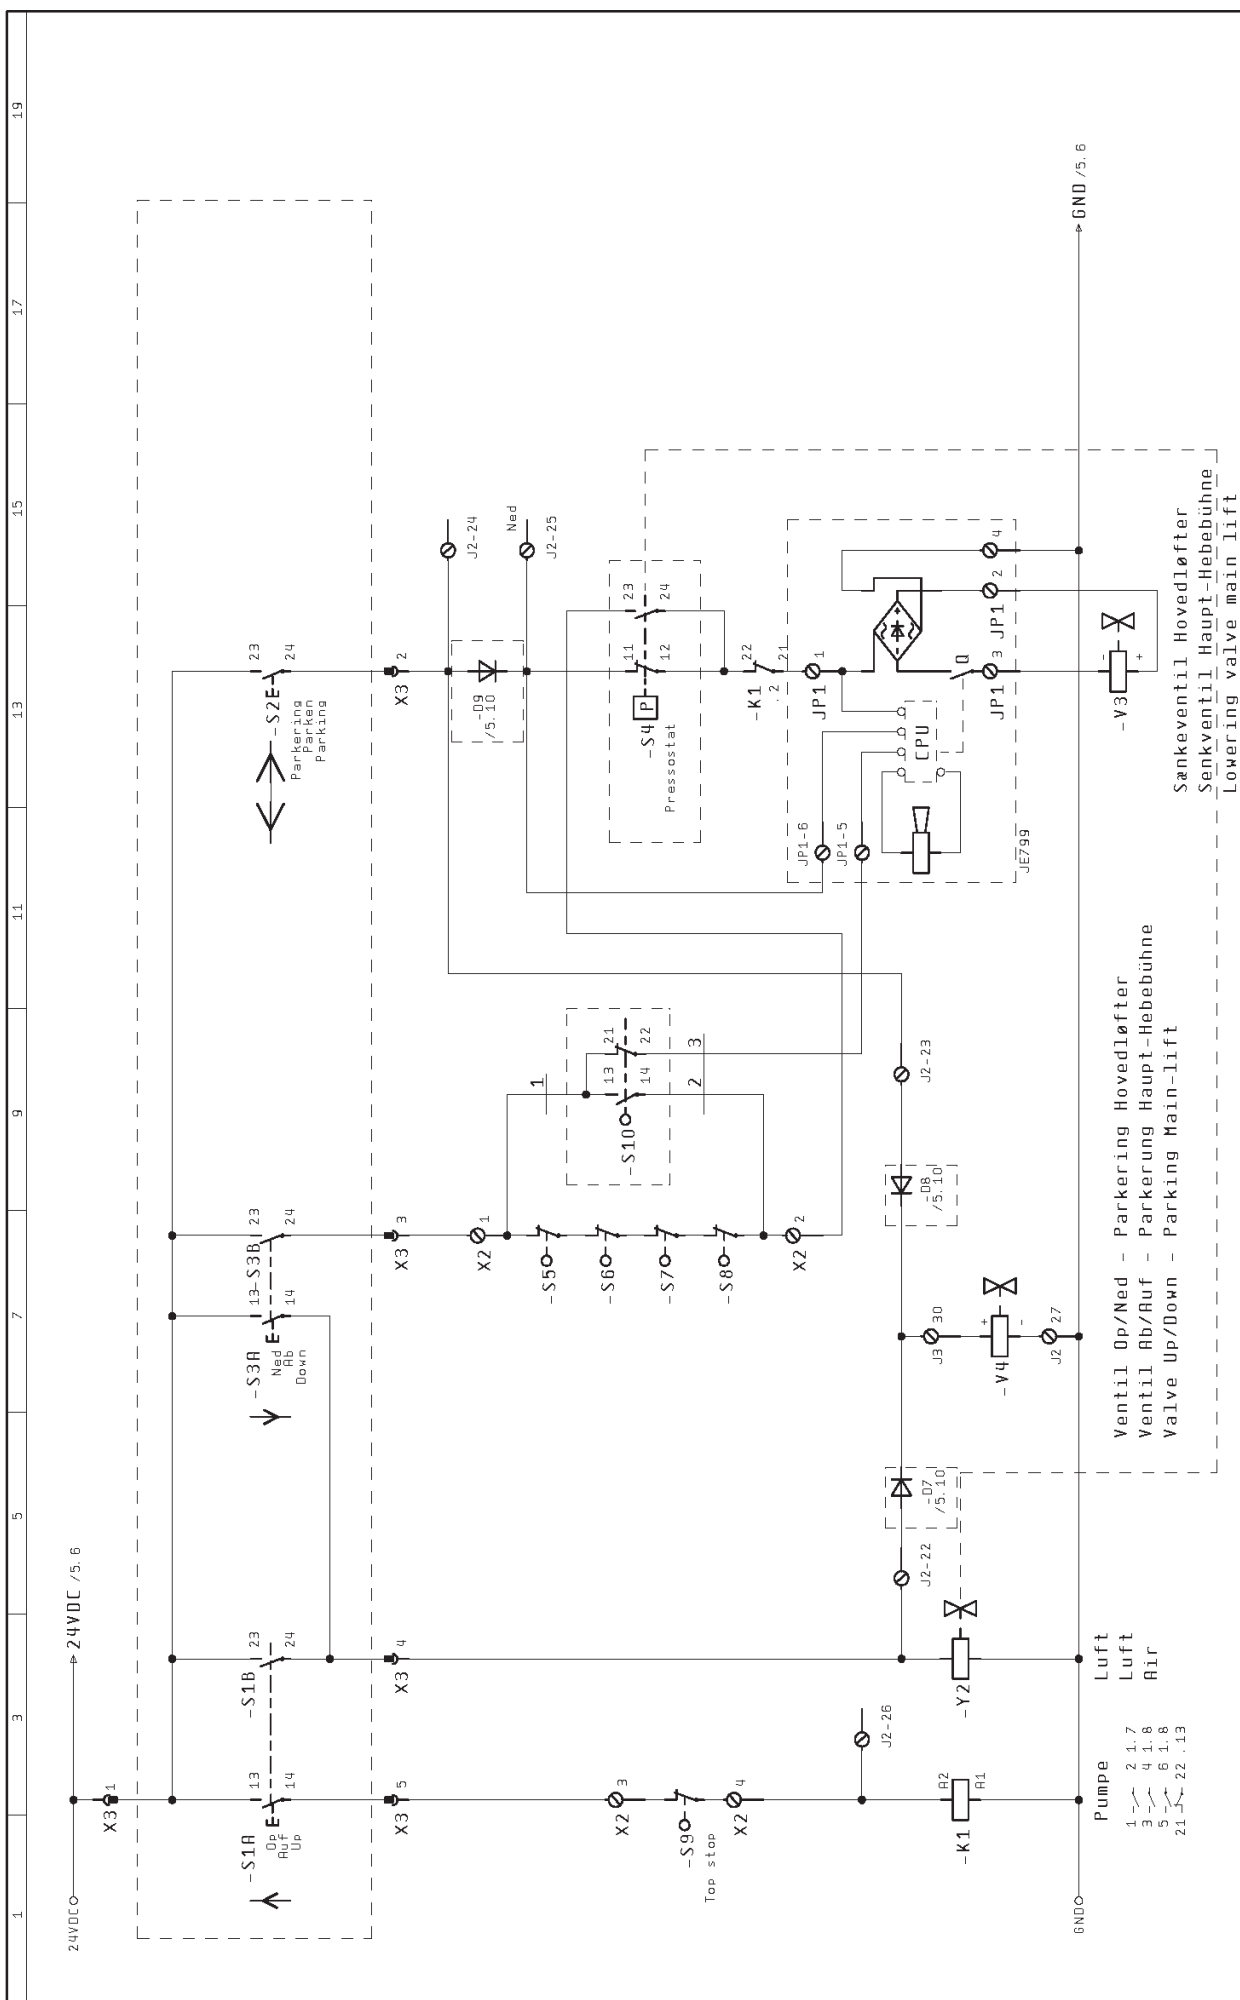 1
3
5
7
9
11
13
15
17
19
24VDC
24VDC /5.6
X3
1
-S1A
Op
Auf
Up
13
14
-S1B
23
24
-S3A
Ned
Ab
Down
13
14
-S3B
23
24
Parkering
Parken
Parking
-S2
23
24
X3
5
X3
4
X3
3
X3
2
J2-24
Ned
J2-25
-D9
/5.10
X2
1
-S5
-S6
-S7
-S8
X2
2
1
-S10
13
14
21
22
2
3
-S4
P
Pressostat
11
12
23
24
-K1
.2
22
21
JP1
1
JP1-6
JP1-5
CPU
Q
JP1
3
JP1
2
4
JE799
X2
3
-S9
Top stop
X2
4
J2-26
J2-22
-D7
/5.10
-D8
/5.10
J2-23
J3
30
-V4
+
-
J2
27
-K1
A2
A1
-Y2
-V3
-
+
GND
GND /5.6
Pumpe
1
2 1.7
3
4 1.8
5
6 1.8
21
22 .13
Luft
Luft
Air
Ventil Op/Ned - Parkering Hovedløfter
Ventil Ab/Auf - Parkerung Haupt-Hebebühne
Valve Up/Down - Parking Main-lift
Sænkeventil Hovedløfter
Senkventil Haupt-Hebebühne
Lowering valve main lift